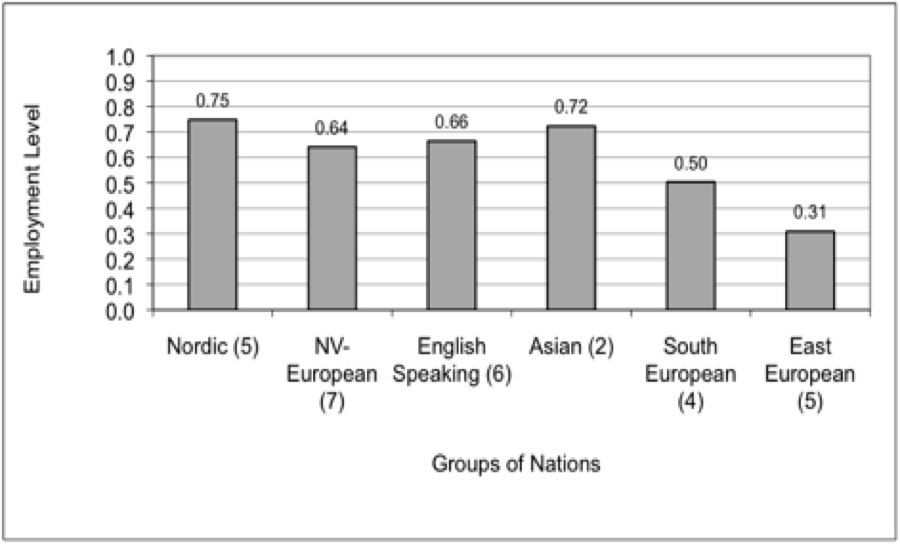 Employment Level
1.0
0.9
0.8
0.7
0.6
0.5
0.4
0.3
0.2
0.1
0.0
0.75
0.64
0.66
0.72
0.50
0.31
Nordic (5)
NV-
European
(7)
English
Speaking (6)
Asian (2)
South
European
(4)
East
European
(5)
Groups of Nations